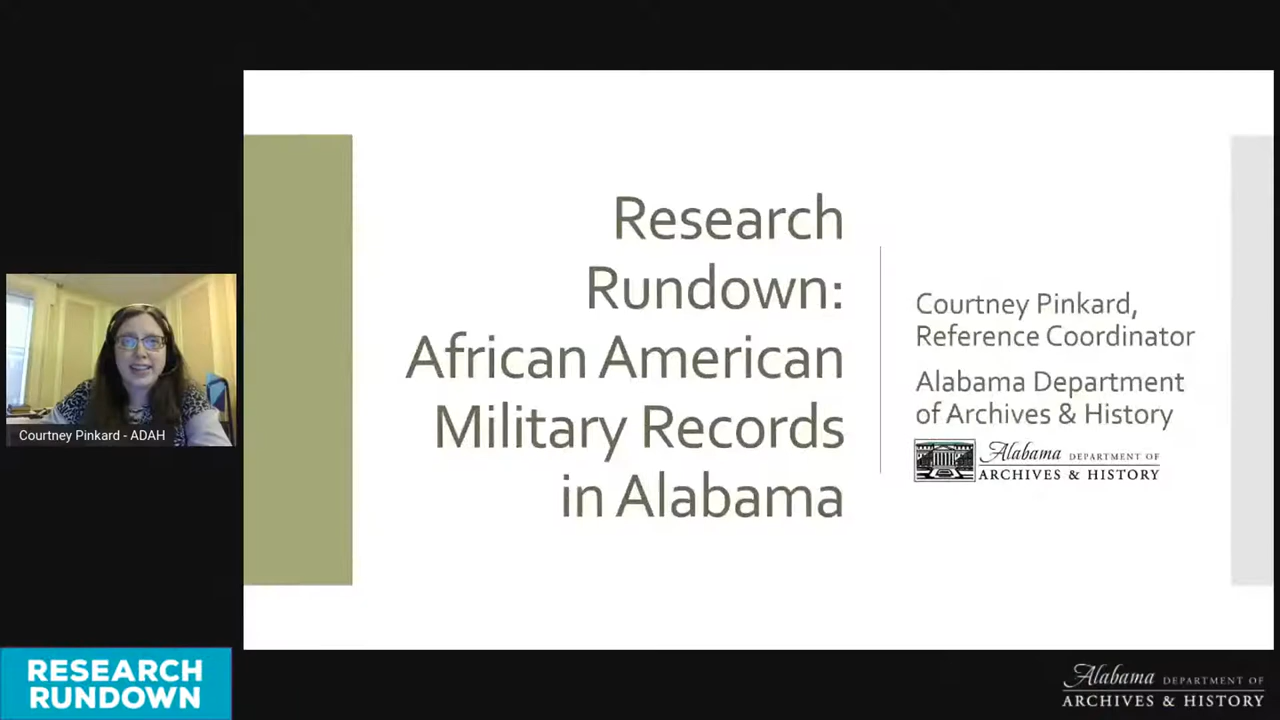 Research
Rundown:
African American
Military Records
in Alabama
Courtney Pinkard,
Reference Coordinator
Alabama Department
of Archives & History
Alabama DEPARTMENT OF
ARCHIVES & HISTORY
Courtney Pinkard - ADAH
RESEARCH
RUNDOWN
Alabama DEPARTMENT OF
ARCHIVES & HISTORY